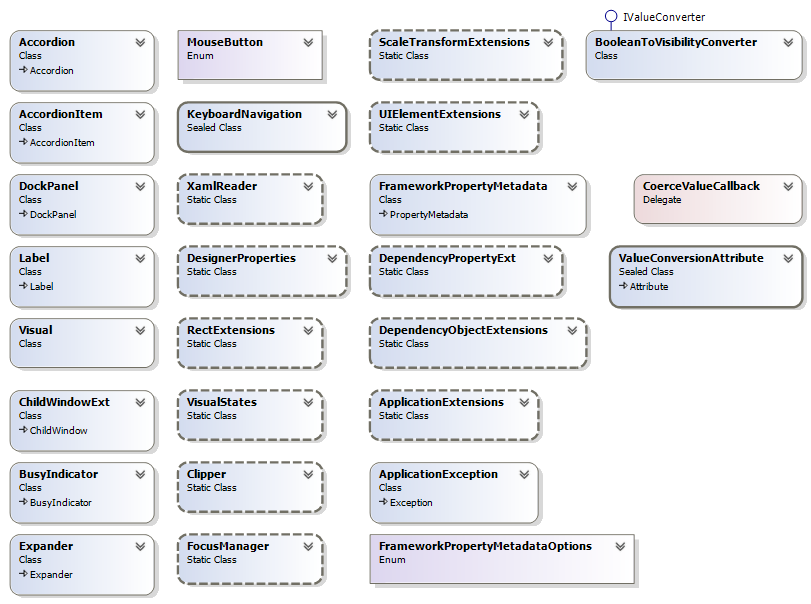 IValueConverter
Accordion
Class
Accordion
MouseButton
Enum
ScaleTransformExtensions
Static Class
BooleanToVisibilityConverter
Class
AccordionItem
Class
AccordionItem
KeyboardNavigation
Sealed Class
UIElementExtensions
Static Class
DockPanel
Class
DockPanel
XamlReader
Static Class
FrameworkPropertyMetadata
Class
PropertyMetadata
CoerceValueCallback
Delegate
Label
Class
Label
DesignerProperties
Static Class
DependencyPropertyExt
Static Class
ValueConversionAttribute
Sealed Class
Attribute
Visual
Class
RectExtensions
Static Class
DependencyObjectExtensions
Static Class
ChildWindowExt
Class
ChildWindow
VisualStates
Static Class
ApplicationExtensions
Static Class
BusyIndicator
Class
BusyIndicator
Clipper
Static Class
ApplicationException
Class
Exception
Expander
Class
Expander
FocusManager
Static Class
FrameworkPropertyMetadataOptions
Enum